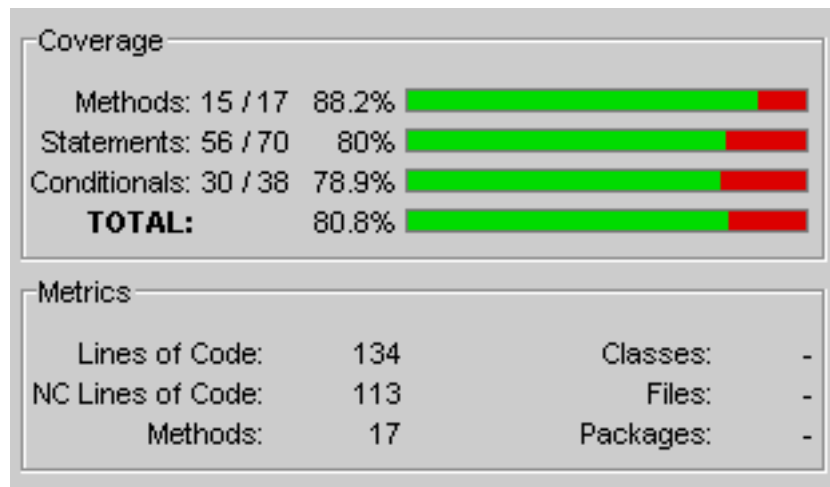 Coverage
Methods: 15 / 17 88.2%
Statements: 56 / 70 80%
Conditionals: 30 / 38 78.9%
TOTAL: 80.8%
Metrics
Lines of Code: 134 Classes: -
NC Lines of Code: 113 Files: -
Methods: 17 Packages: -